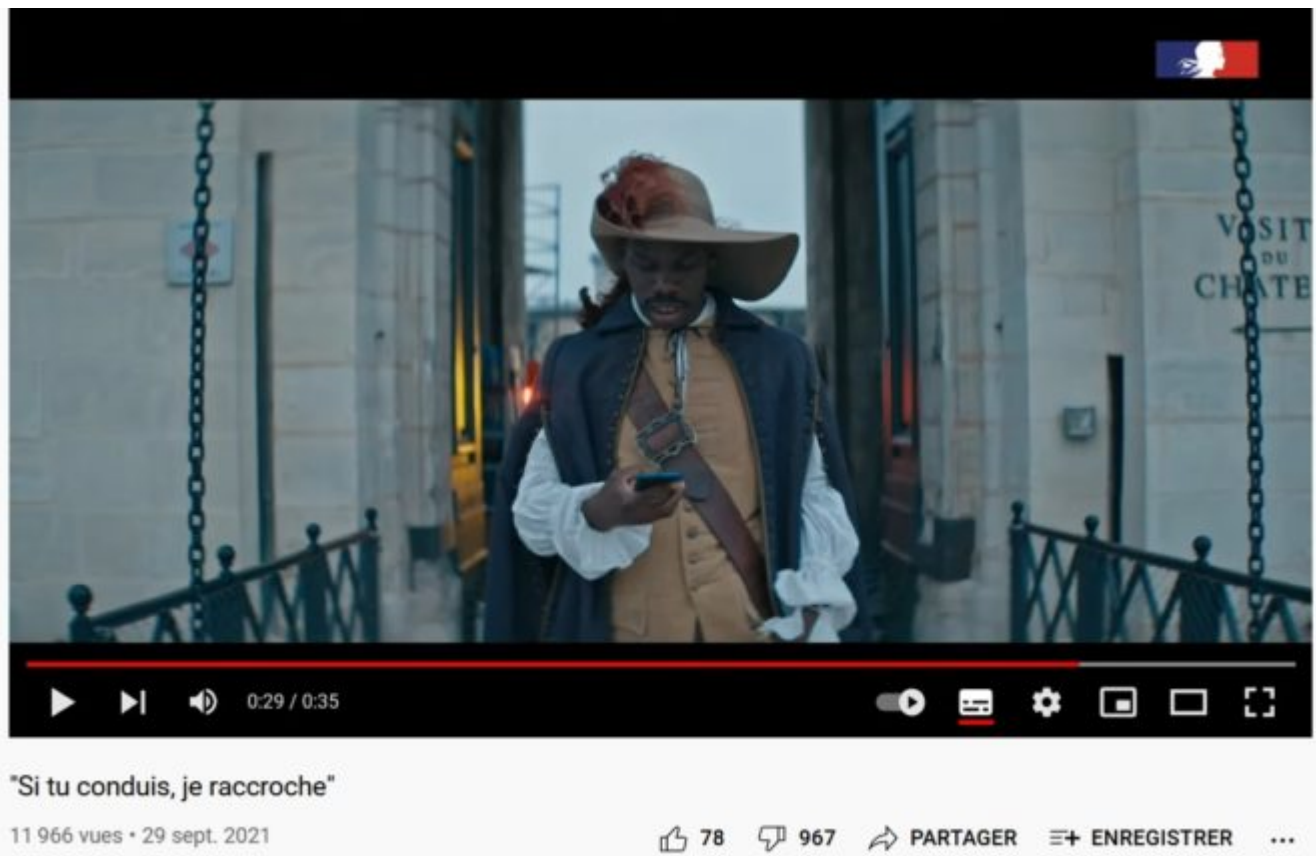 VISIT
DU
CHATE
0:29 / 0:35
"Si tu conduis, je raccroche"
11 966 vues • 29 sept. 2021
78 967 PARTAGER ENREGISTRER